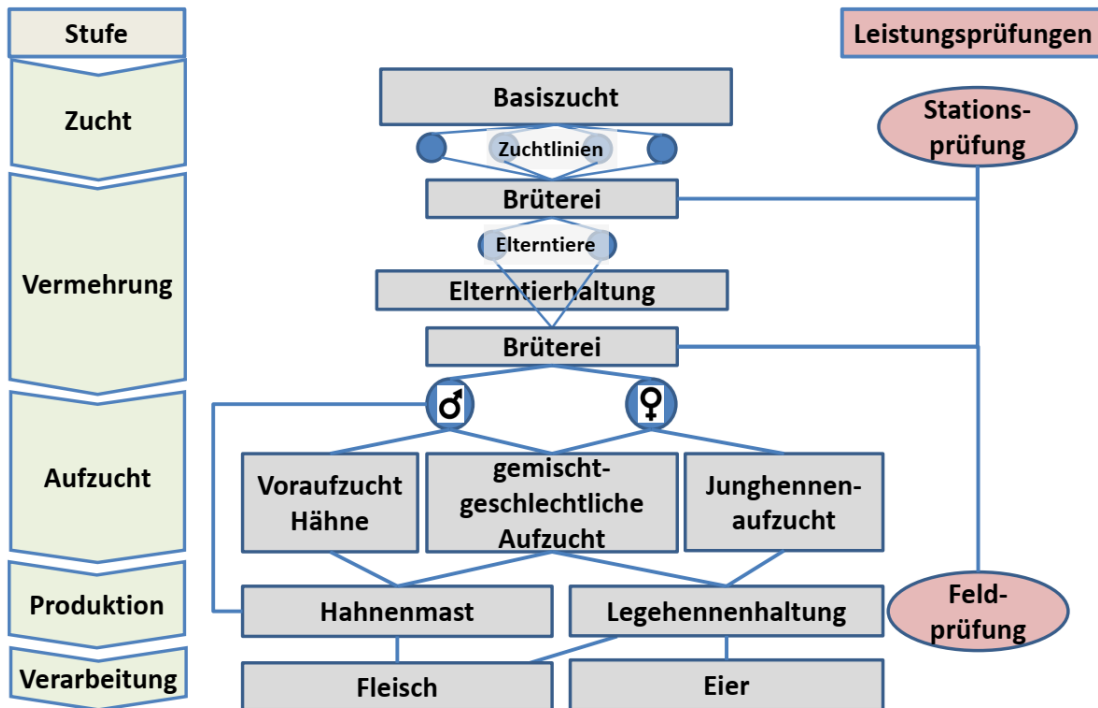 Stufe
Leistungsprüfungen
Zucht
Basiszucht
Stations-
prüfung
Zuchtlinien
Brüterei
Vermehrung
Elterntiere
Elterntierhaltung
Brüterei
♂
♀
Aufzucht
Voraufzucht
Hähne
gemischt-
geschlechtliche
Aufzucht
Junghennen-
aufzucht
Produktion
Hahnenmast
Legehennenhaltung
Feld-
prüfung
Verarbeitung
Fleisch
Eier